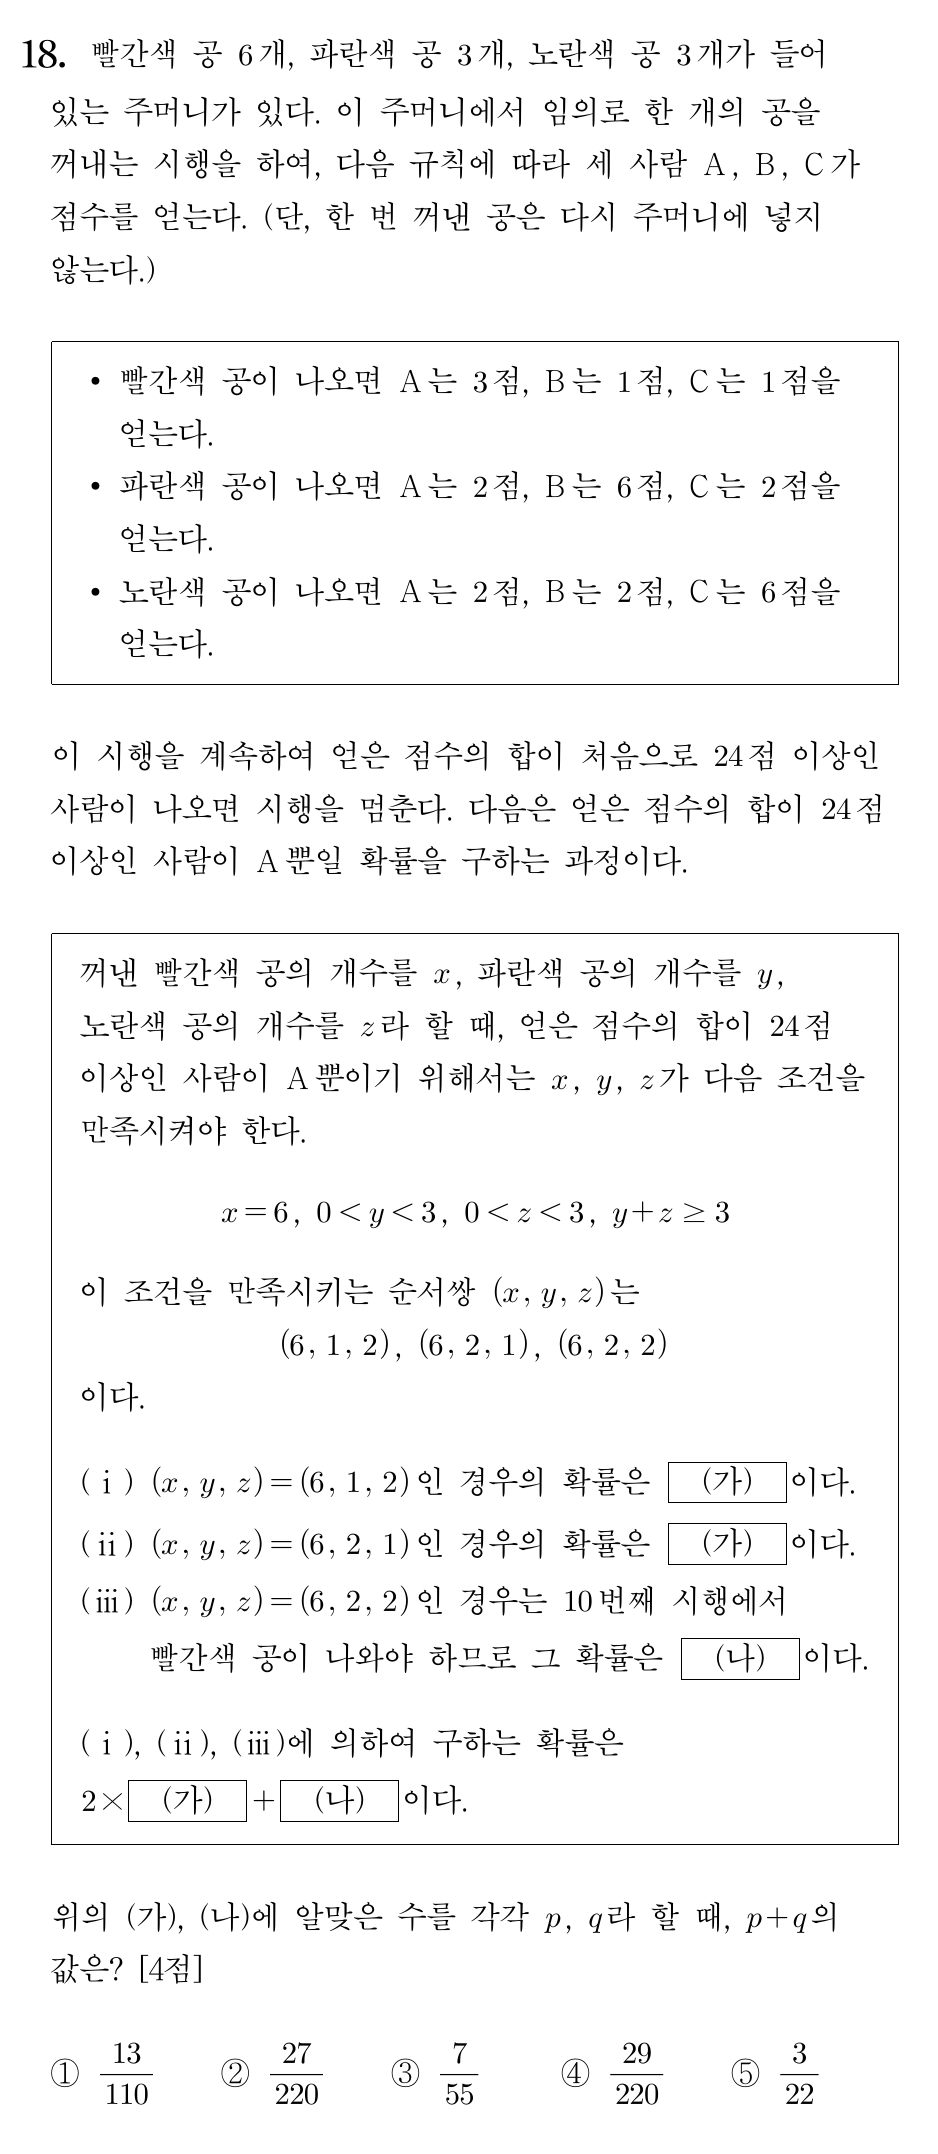 18. 빨간색 공 6개, 파란색 공 3개, 노란색 공 3개가 들어
있는 주머니가 있다. 이 주머니에서 임의로 한 개의 공을
꺼내는 시행을 하여, 다음 규칙에 따라 세 사람 A, B, C가
점수를 얻는다. (단, 한 번 꺼낸 공은 다시 주머니에 넣지
않는다.)
• 빨간색 공이 나오면 A는 3점, B는 1점, C는 1점을
얻는다.
• 파란색 공이 나오면 A는 2점, B는 6점, C는 2점을
얻는다.
• 노란색 공이 나오면 A는 2점, B는 2점, C는 6점을
얻는다.
이 시행을 계속하여 얻은 점수의 합이 처음으로 24점 이상인
사람이 나오면 시행을 멈춘다. 다음은 얻은 점수의 합이 24점
이상인 사람이 A뿐일 확률을 구하는 과정이다.
꺼낸 빨간색 공의 개수를 x, 파란색 공의 개수를 y,
노란색 공의 개수를 z라 할 때, 얻은 점수의 합이 24점
이상인 사람이 A뿐이기 위해서는 x, y, z가 다음 조건을
만족시켜야 한다.
x=6, 0<y<3, 0<z<3, y+z≥3
이 조건을 만족시키는 순서쌍 (x, y, z)는
(6, 1, 2), (6, 2, 1), (6, 2, 2)
이다.
(ⅰ) (x, y, z)=(6, 1, 2)인 경우의 확률은 (가) 이다.
(ⅱ) (x, y, z)=(6, 2, 1)인 경우의 확률은 (가) 이다.
(ⅲ) (x, y, z)=(6, 2, 2)인 경우는 10번째 시행에서
빨간색 공이 나와야 하므로 그 확률은 (나) 이다.
(ⅰ), (ⅱ), (ⅲ)에 의하여 구하는 확률은
2× (가) + (나) 이다.
위의 (가), (나)에 알맞은 수를 각각 p, q라 할 때, p+q의
값은? [4점]
① 13/110 ② 27/220 ③ 7/55 ④ 29/220 ⑤ 3/22